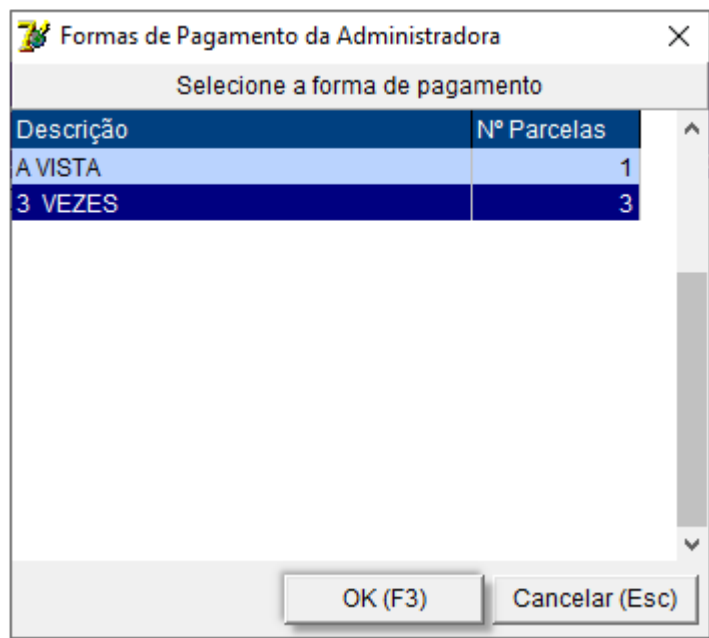 Formas de Pagamento da Administradora
Selecione a forma de pagamento
Descrição Nº Parcelas
A VISTA 1
3 VEZES 3
OK (F3) Cancelar (Esc)